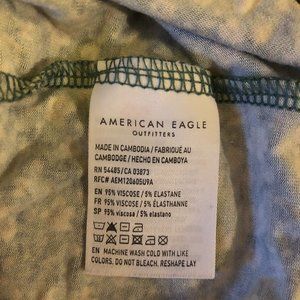 AMERICAN EAGLE
OUTFITTERS
MADE IN CAMBODIA / FABRIQUÉ AU
CAMBODGE / HECHO EN CAMBOYA
RN 54485/CA 03873
RFC# AEM120605U9A
EN 95% VISCOSE / 5% ELASTANE
FR 95% VISCOSE / 5% ÉLASTHANNE
SP 95% viscosa / 5% elastano
EN MACHINE WASH COLD WITH LIKE
COLORS, DO NOT BLEACH, RESHAPE LAY